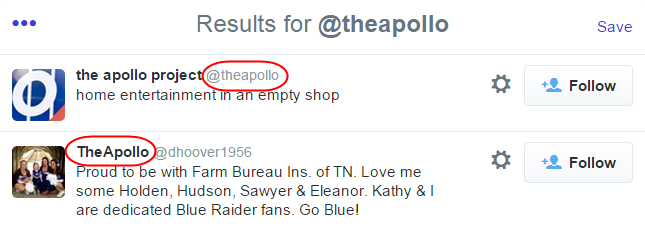 Results for @theapollo
Save
the apollo project @theapollo
home entertainment in an empty shop
Follow
TheApollo @dhoover1956
Proud to be with Farm Bureau Ins. of TN. Love me
some Holden, Hudson, Sawyer & Eleanor. Kathy & I
are dedicated Blue Raider fans. Go Blue!
Follow